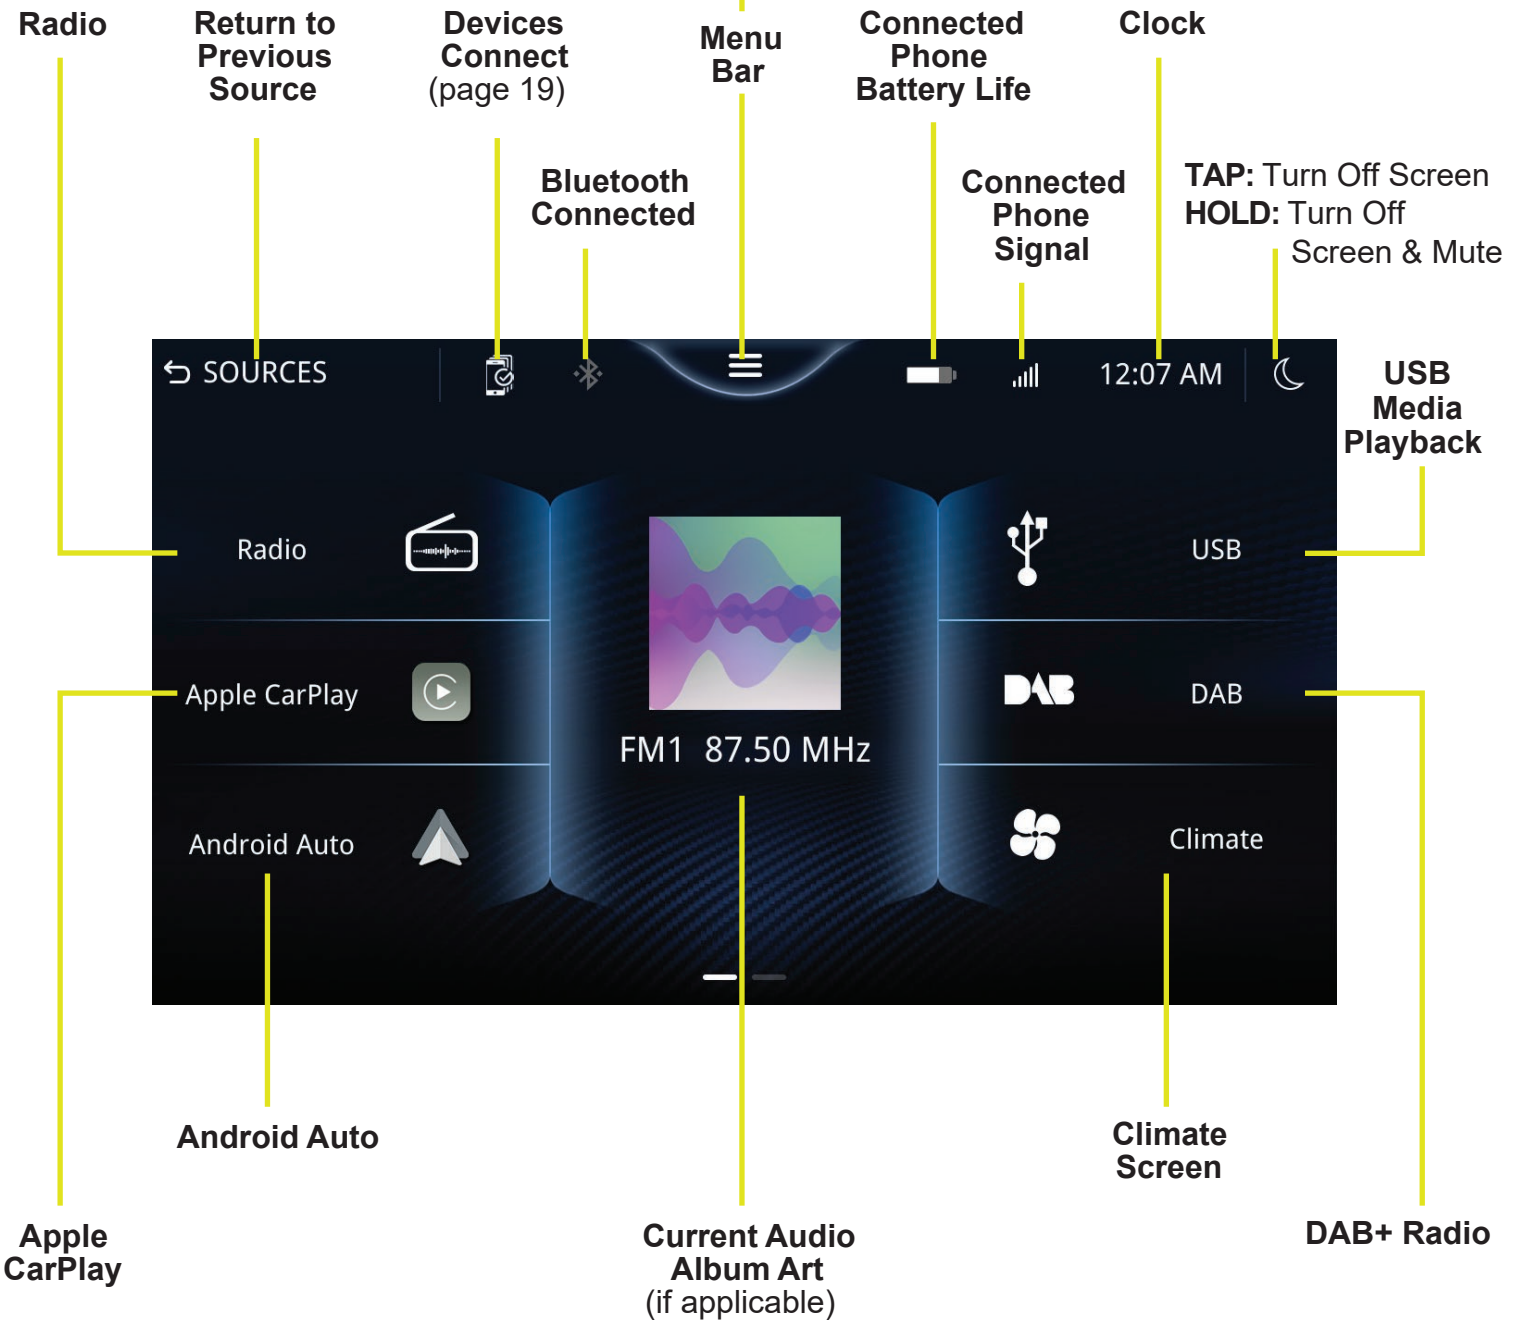 Radio
Return to
Previous
Source
Devices
Connect
(page 19)
Menu
Bar
Connected
Phone
Battery Life
Clock
Bluetooth
Connected
Connected
Phone
Signal
TAP: Turn Off Screen
HOLD: Turn Off
Screen & Mute
SOURCES
12:07 AM
USB
Media
Playback
Radio
USB
Apple CarPlay
DAB
DAB
FM1 87.50 MHz
Android Auto
Climate
Android Auto
Climate
Screen
Apple
CarPlay
Current Audio
Album Art
(if applicable)
DAB+ Radio